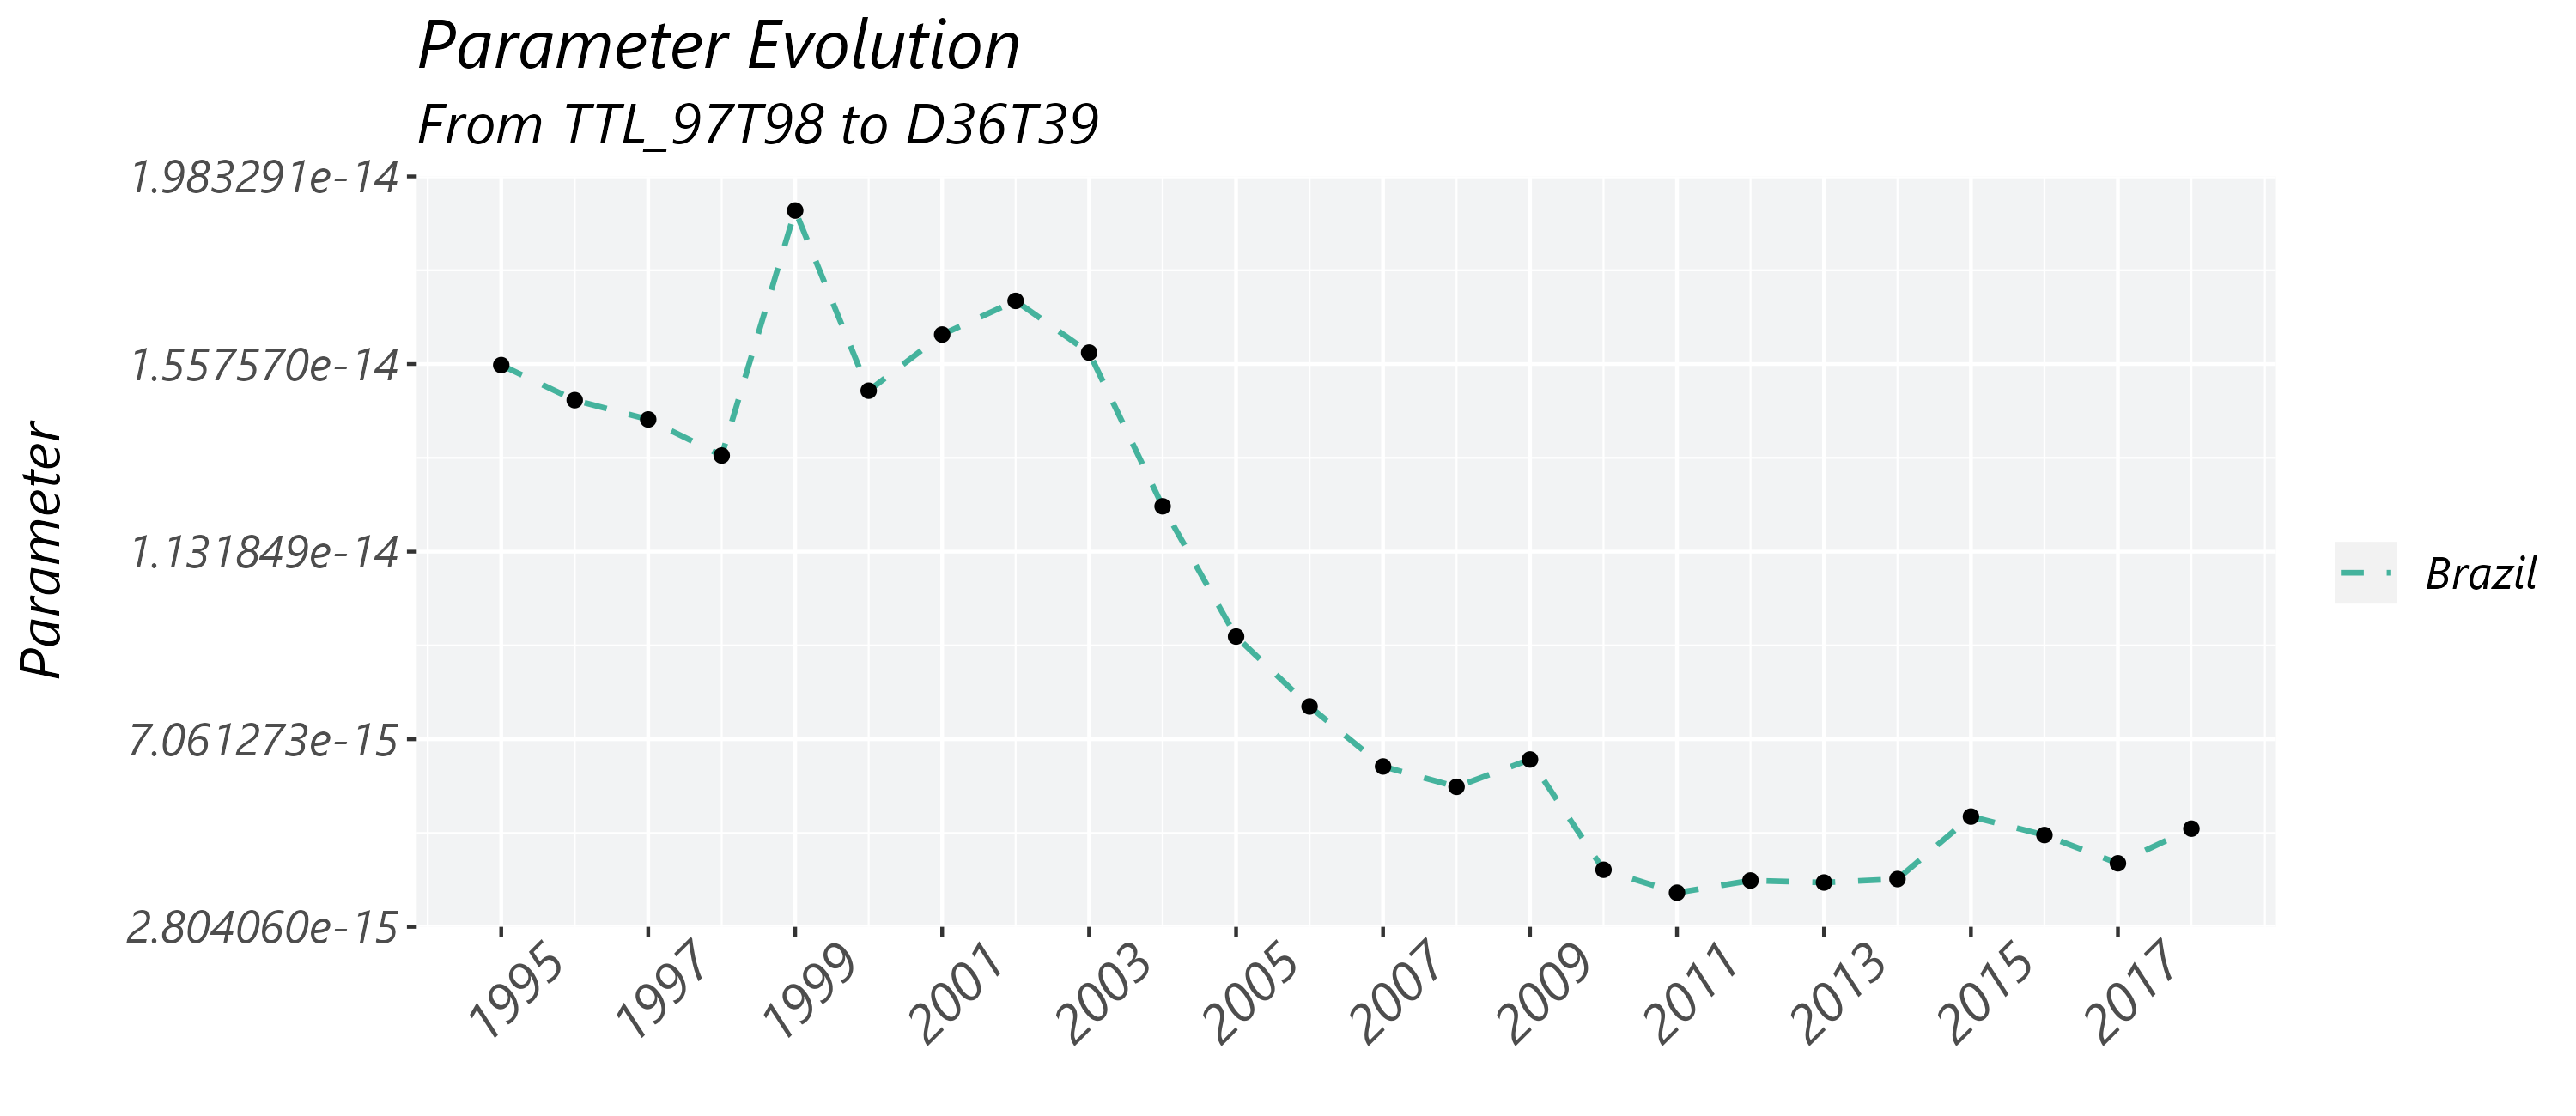 Parameter Evolution
From TTL_97T98 to D36T39
Parameter
1.983291e-14
1.557570e-14
1.131849e-14
7.061273e-15
2.804060e-15
1995
1997
1999
2001
2003
2005
2007
2009
2011
2013
2015
2017
Brazil